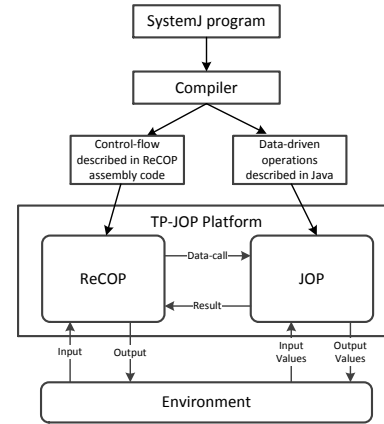 SystemJ program
Compiler
Control-flow
described in ReCOP
assembly code
Data-driven
operations
described in Java
TP-JOP Platform
ReCOP
Data-call
JOP
Result
Input
Output
Input
Values
Output
Values
Environment